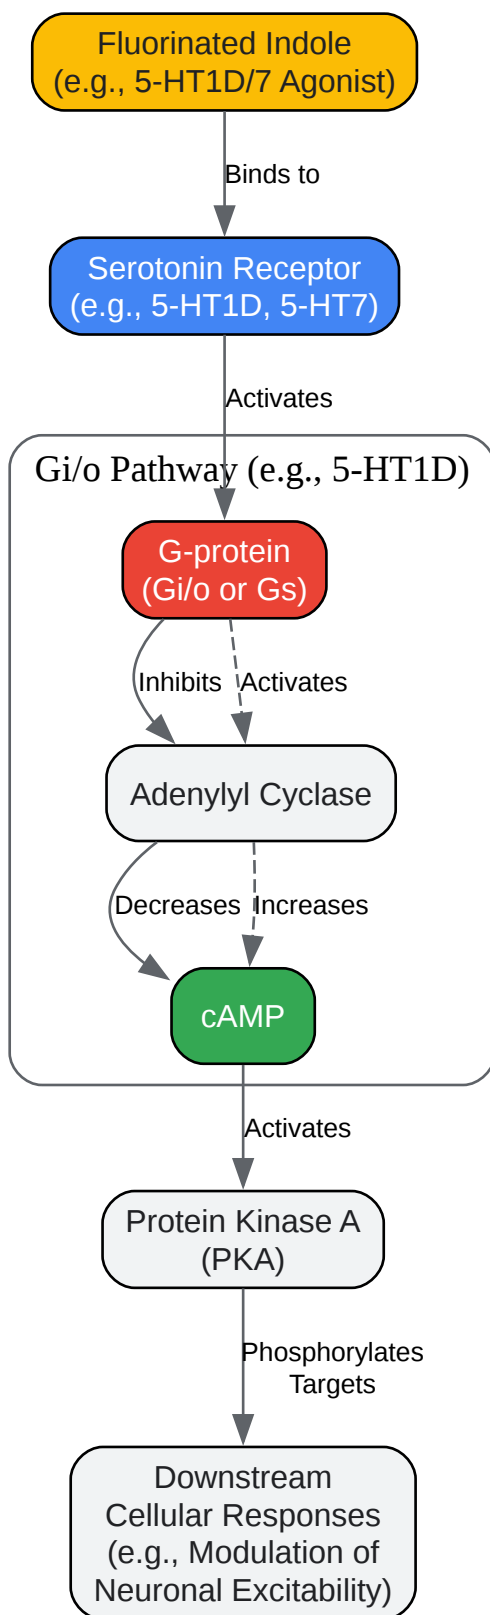 Fluorinated Indole
(e.g., 5-HT1D/7 Agonist)
Binds to
Serotonin Receptor
(e.g., 5-HT1D, 5-HT7)
Activates
Gi/o Pathway (e.g., 5-HT1D)
G-protein
(Gi/o or Gs)
Inhibits
Activates
Adenylyl Cyclase
Decreases
Increases
cAMP
Activates
Protein Kinase A
(PKA)
Phosphorylates
Targets
Downstream
Cellular Responses
(e.g., Modulation of
Neuronal Excitability)